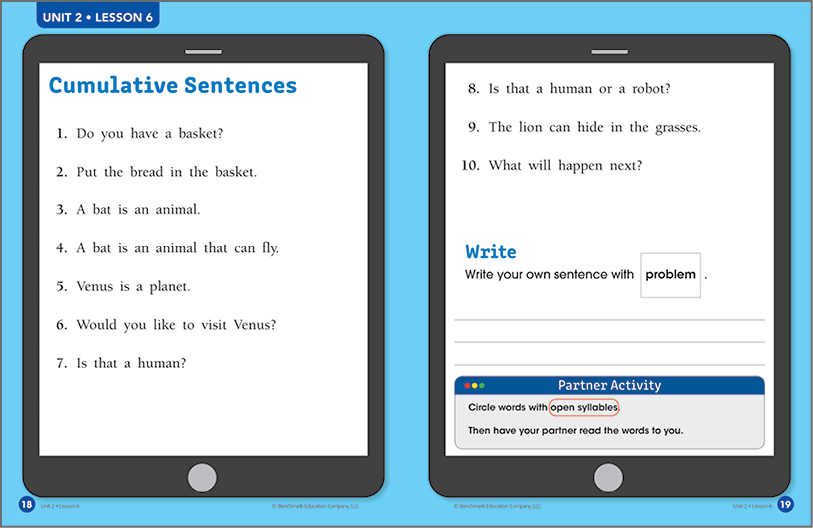 UNIT 2 • LESSON 6
Cumulative Sentences
1. Do you have a basket?
2. Put the bread in the basket.
3. A bat is an animal.
4. A bat is an animal that can fly.
5. Venus is a planet.
6. Would you like to visit Venus?
7. Is that a human?
18 Unit 2 • Lesson 6
© Benchmark Education Company, LLC
8. Is that a human or a robot?
9. The lion can hide in the grasses.
10. What will happen next?
Write
Write your own sentence with problem .
Partner Activity
Circle words with open syllables.
Then have your partner read the words to you.
© Benchmark Education Company, LLC
Unit 2 • Lesson 6 19